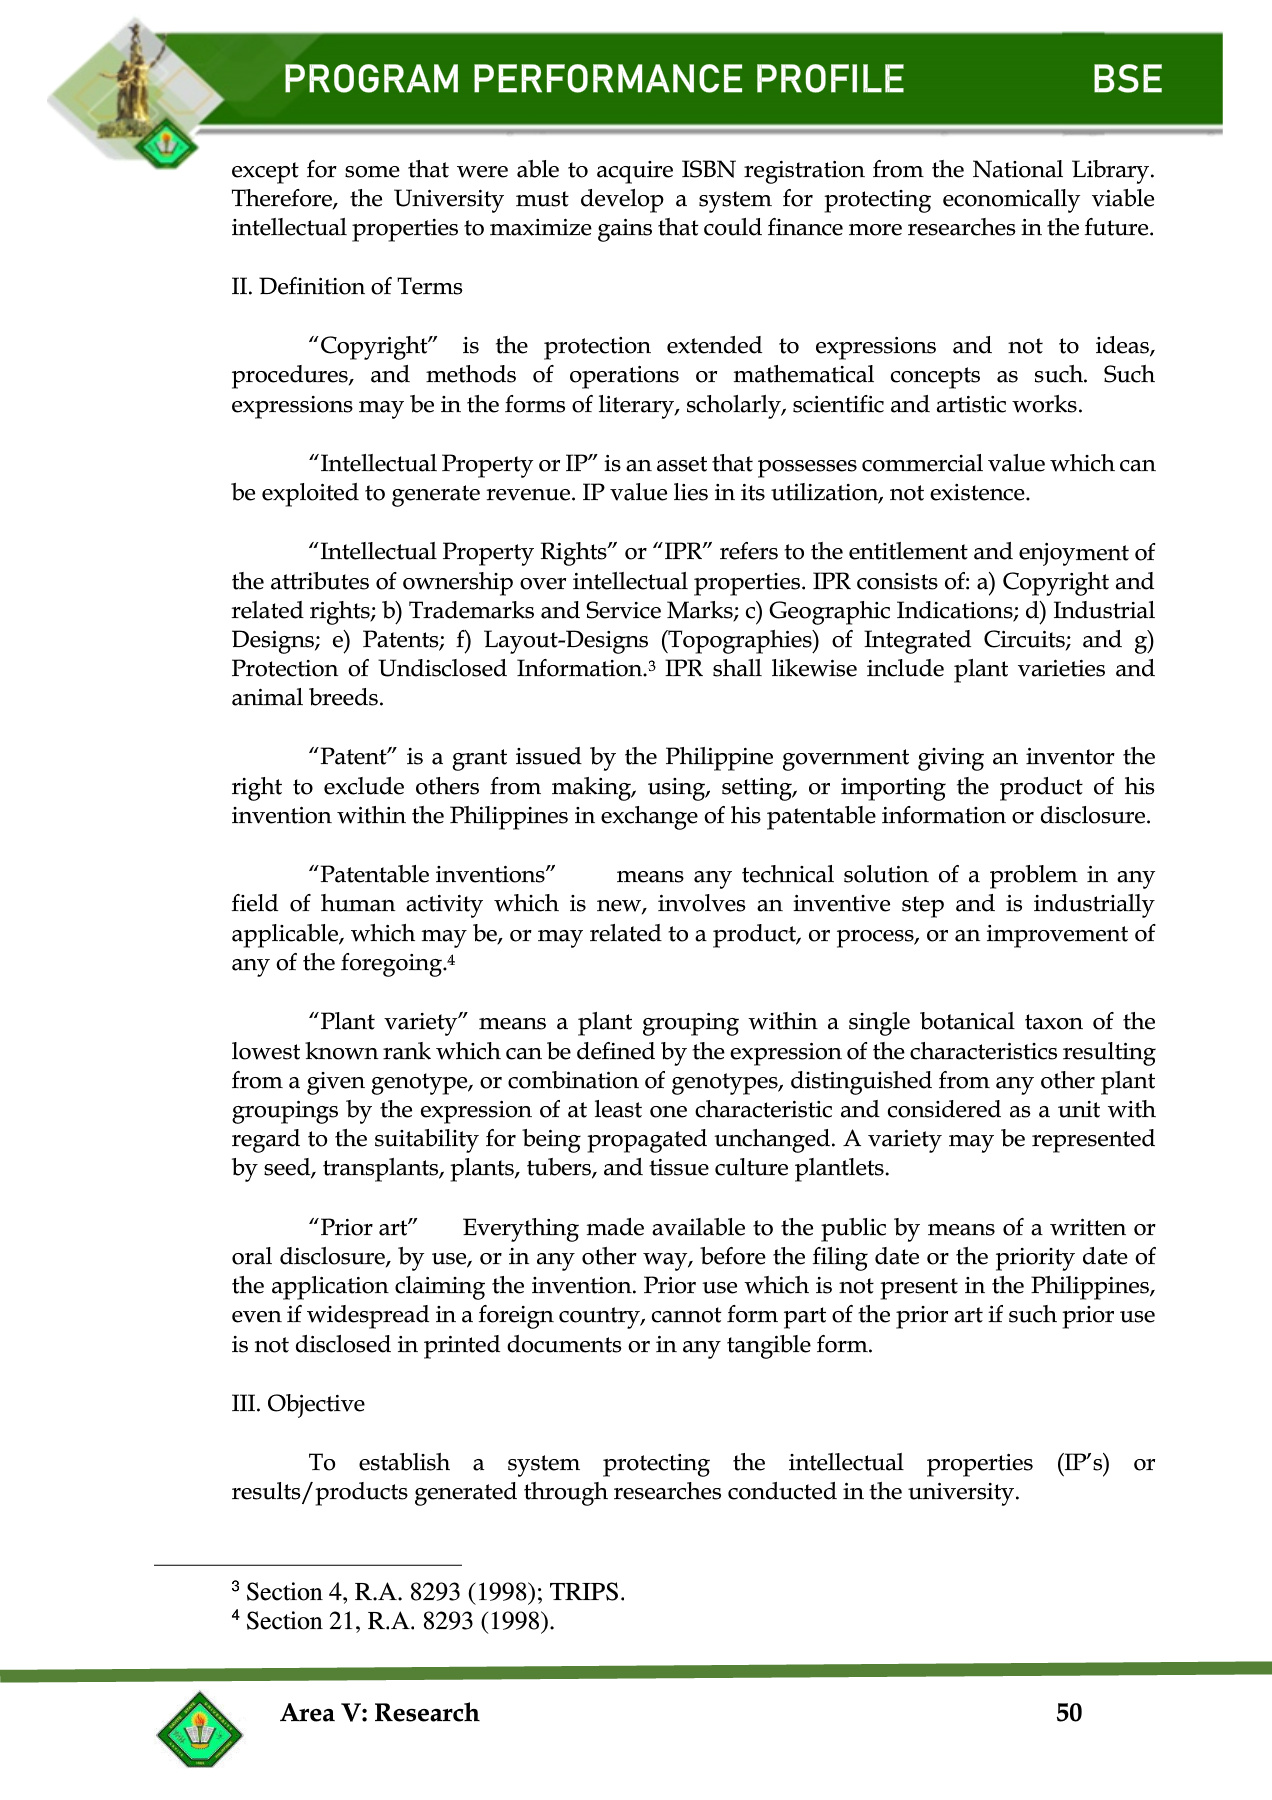 PROGRAM PERFORMANCE PROFILE BSE
except for some that were able to acquire ISBN registration from the National Library.
Therefore, the University must develop a system for protecting economically viable
intellectual properties to maximize gains that could finance more researches in the future.
II. Definition of Terms
“Copyright” is the protection extended to expressions and not to ideas,
procedures, and methods of operations or mathematical concepts as such. Such
expressions may be in the forms of literary, scholarly, scientific and artistic works.
“Intellectual Property or IP” is an asset that possesses commercial value which can
be exploited to generate revenue. IP value lies in its utilization, not existence.
“Intellectual Property Rights” or “IPR” refers to the entitlement and enjoyment of
the attributes of ownership over intellectual properties. IPR consists of: a) Copyright and
related rights; b) Trademarks and Service Marks; c) Geographic Indications; d) Industrial
Designs; e) Patents; f) Layout-Designs (Topographies) of Integrated Circuits; and g)
Protection of Undisclosed Information.³ IPR shall likewise include plant varieties and
animal breeds.
“Patent” is a grant issued by the Philippine government giving an inventor the
right to exclude others from making, using, setting, or importing the product of his
invention within the Philippines in exchange of his patentable information or disclosure.
“Patentable inventions” means any technical solution of a problem in any
field of human activity which is new, involves an inventive step and is industrially
applicable, which may be, or may related to a product, or process, or an improvement of
any of the foregoing.⁴
“Plant variety” means a plant grouping within a single botanical taxon of the
lowest known rank which can be defined by the expression of the characteristics resulting
from a given genotype, or combination of genotypes, distinguished from any other plant
groupings by the expression of at least one characteristic and considered as a unit with
regard to the suitability for being propagated unchanged. A variety may be represented
by seed, transplants, plants, tubers, and tissue culture plantlets.
“Prior art” Everything made available to the public by means of a written or
oral disclosure, by use, or in any other way, before the filing date or the priority date of
the application claiming the invention. Prior use which is not present in the Philippines,
even if widespread in a foreign country, cannot form part of the prior art if such prior use
is not disclosed in printed documents or in any tangible form.
III. Objective
To establish a system protecting the intellectual properties (IP’s) or
results/products generated through researches conducted in the university.
³ Section 4, R.A. 8293 (1998); TRIPS.
⁴ Section 21, R.A. 8293 (1998).
Area V: Research 50